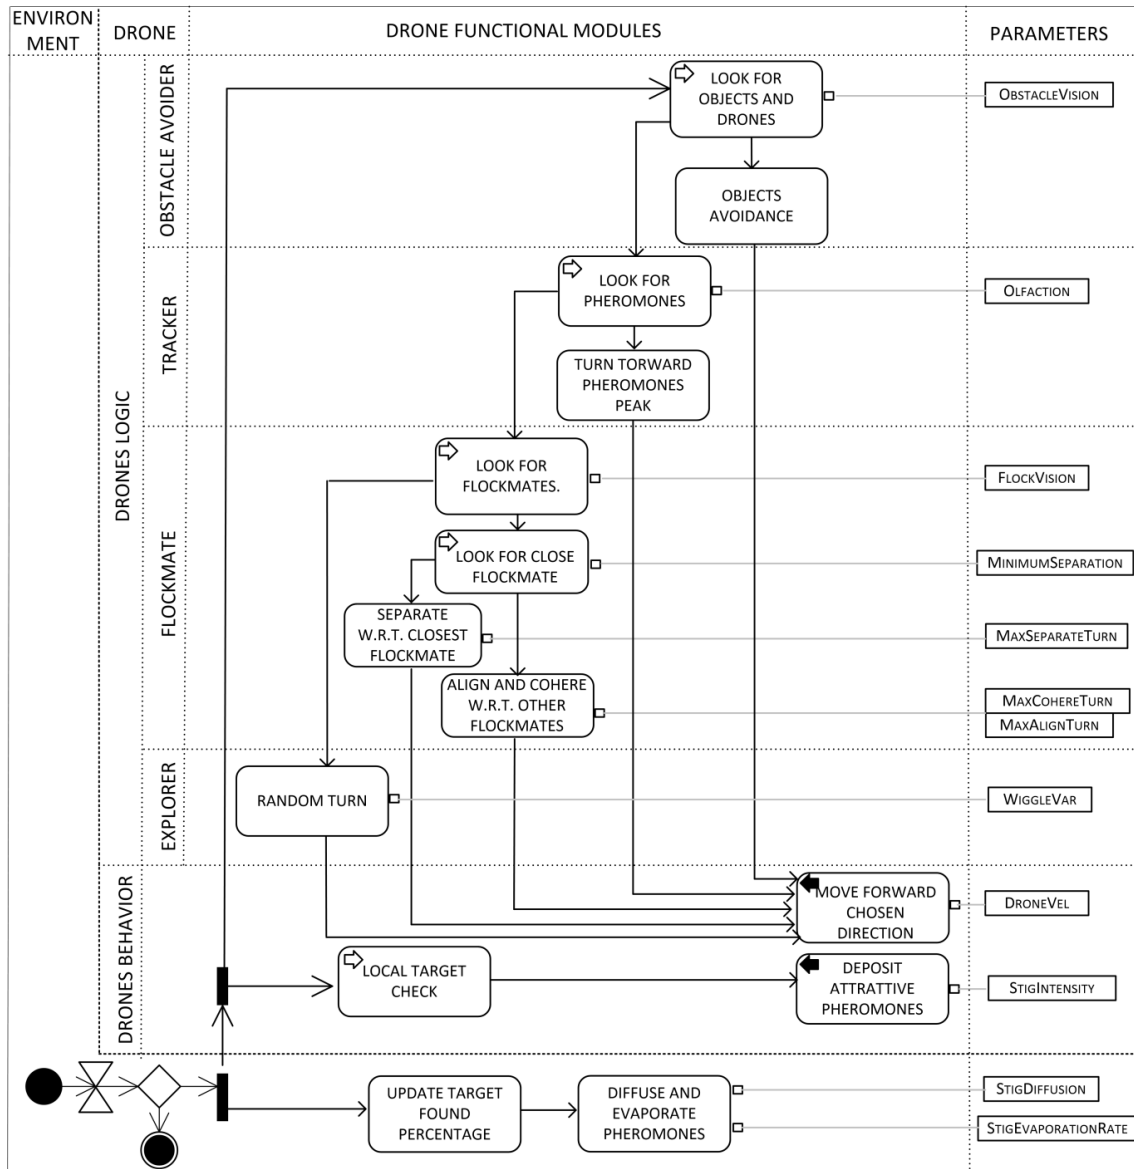 ENVIRON
MENT
DRONE
DRONE FUNCTIONAL MODULES
PARAMETERS
DRONES LOGIC
OBSTACLE AVOIDER
LOOK FOR
OBJECTS AND
DRONES
OBSTACLEVISION
OBJECTS
AVOIDANCE
TRACKER
LOOK FOR
PHEROMONES
OLFACTION
TURN TORWARD
PHEROMONES
PEAK
FLOCKMATE
LOOK FOR
FLOCKMATES.
FLOCKVISION
LOOK FOR CLOSE
FLOCKMATE
MINIMUMSEPARATION
SEPARATE
W.R.T. CLOSEST
FLOCKMATE
MAXSEPARATETURN
ALIGN AND COHERE
W.R.T. OTHER
FLOCKMATES
MAXCOHERETURN
MAXALIGNTURN
EXPLORER
RANDOM TURN
WIGGLEVAR
DRONES BEHAVIOR
MOVE FORWARD
CHOSEN
DIRECTION
DRONEVEL
LOCAL TARGET
CHECK
DEPOSIT
ATTRATTIVE
PHEROMONES
STIGINTENSITY
UPDATE TARGET
FOUND
PERCENTAGE
DIFFUSE AND
EVAPORATE
PHEROMONES
STIGDIFFUSION
STIGEVAPORATIONRATE